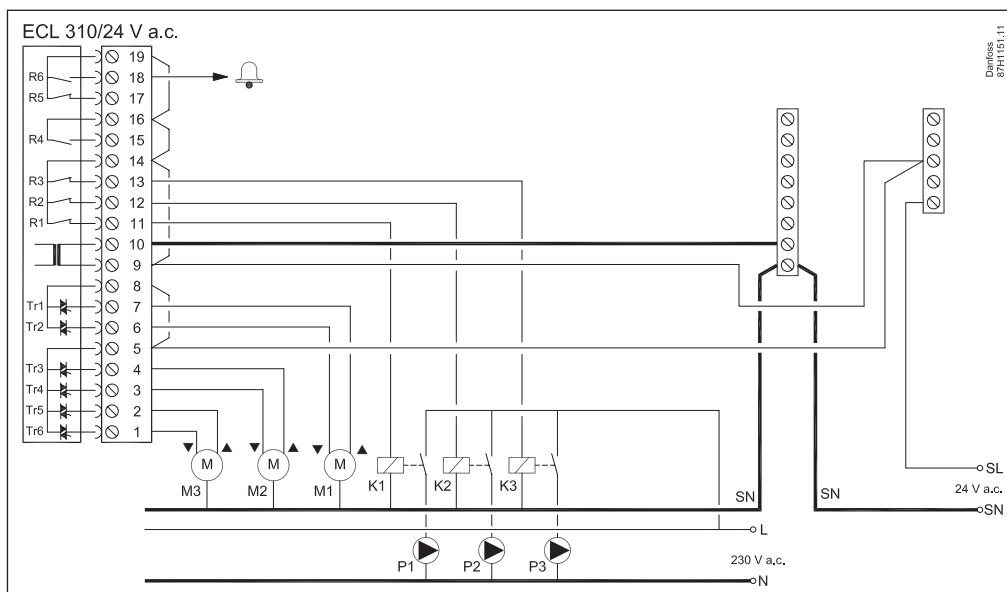 ECL 310/24 V a.c.
Danfoss
87H1151.11
19
R6 18
R5 17
16
R4 15
14
R3 13
R2 12
R1 11
10
9
8
Tr1 7
Tr2 6
5
Tr3 4
Tr4 3
Tr5 2
Tr6 1
M M M
M3 M2 M1 K1 K2 K3
SL
SN SN 24 V a.c.
SN
L
P1 P2 P3 230 V a.c.
N